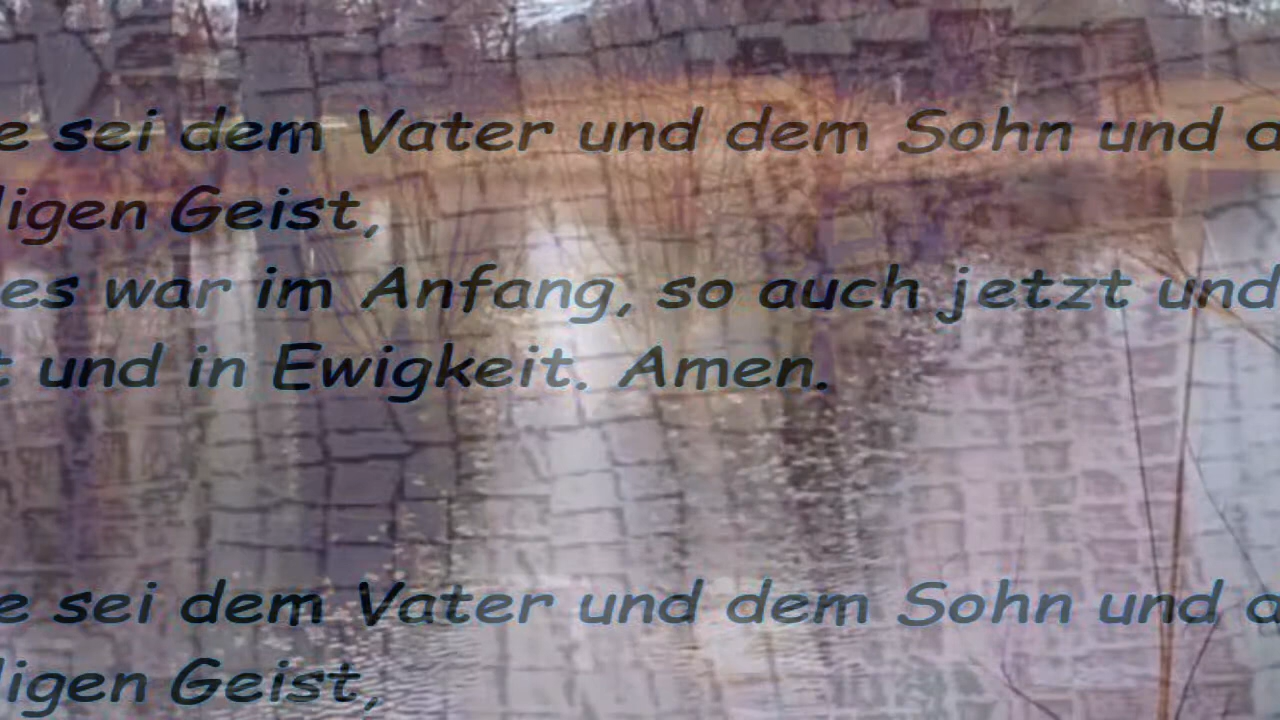 e sei dem Vater und dem Sohn und d
ligen Geist,
es war im Anfang, so auch jetzt und
t und in Ewigkeit. Amen.
e sei dem Vater und dem Sohn und d
ligen Geist,